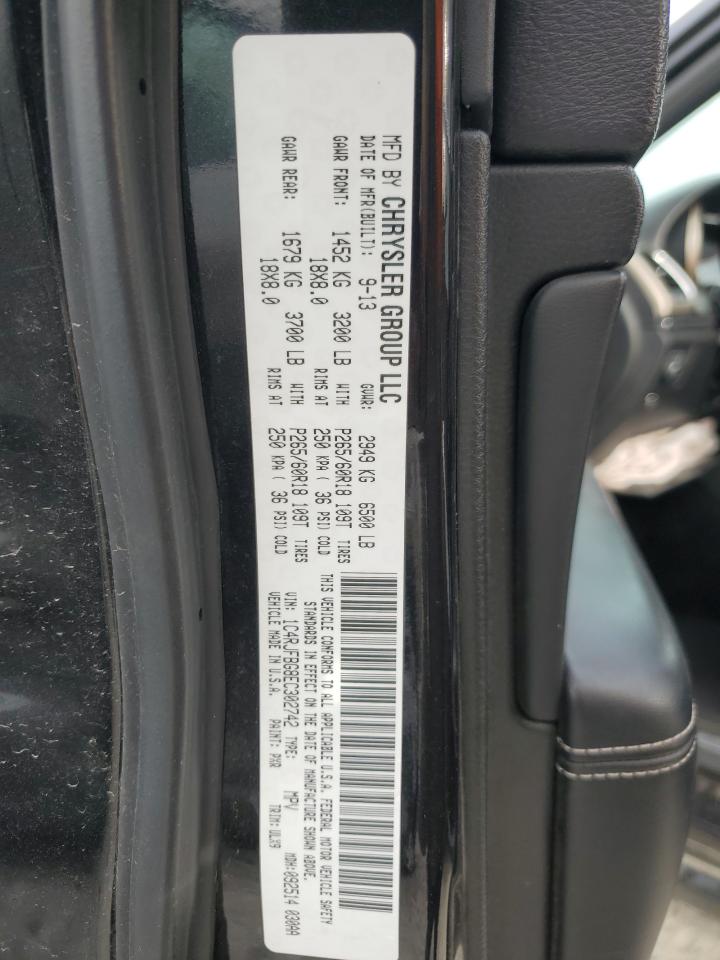 MFD BY CHRYSLER GROUP LLC
DATE OF MFR(BUILT): 9-13 GVWR: 2949 KG 6500 LB
GAWR FRONT: 1452 KG 3200 LB WITH P265/60R18 109T TIRES
18X8.0 RIMS AT 250 KPA ( 36 PSI) COLD
GAWR REAR: 1679 KG 3700 LB WITH P265/60R18 109T TIRES
18X8.0 RIMS AT 250 KPA ( 36 PSI) COLD
THIS VEHICLE CONFORMS TO ALL APPLICABLE U.S.A. FEDERAL MOTOR VEHICLE SAFETY
STANDARDS IN EFFECT ON THE DATE OF MANUFACTURE SHOWN ABOVE.
VIN: 1C4RJFBG8EC302742 TYPE: MPV MDH:092514 030AA
VEHICLE MADE IN U.S.A. PAINT: PXR TRIM:ULX9